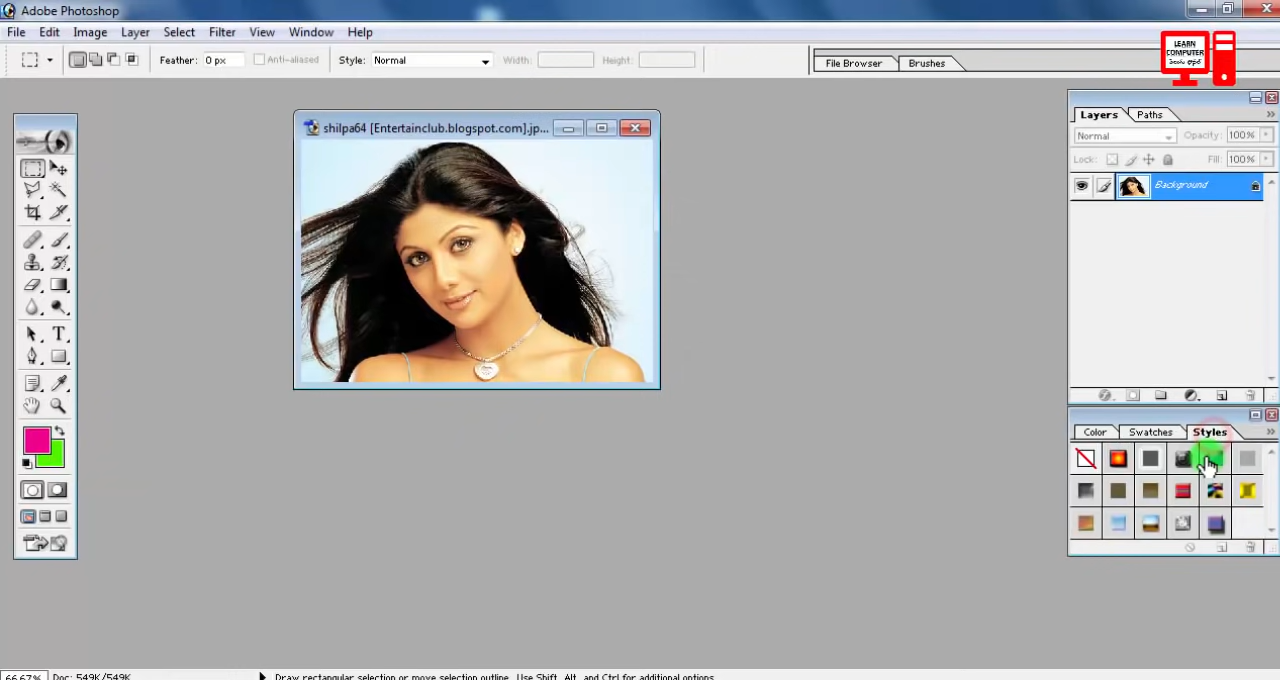 Adobe Photoshop
File Edit Image Layer Select Filter View Window Help
Feather: 0 px Anti-aliased Style: Normal Width: Height: File Browser Brushes
LEARN
COMPUTER
shilpa64 [Entertainclub.blogspot.com].jp...
Layers Paths
Normal Opacity: 100%
Lock: Fill: 100%
Background
T
Color Swatches Styles
66.67% Doc: 549K/549K Draw rectangular selection or move selection outline. Use Shift, Alt, and Ctrl for additional options.